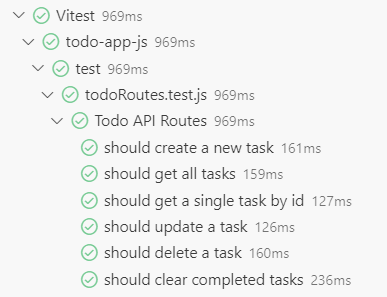 Vitest 969ms
todo-app-js 969ms
test 969ms
todoRoutes.test.js 969ms
Todo API Routes 969ms
should create a new task 161ms
should get all tasks 159ms
should get a single task by id 127ms
should update a task 126ms
should delete a task 160ms
should clear completed tasks 236ms